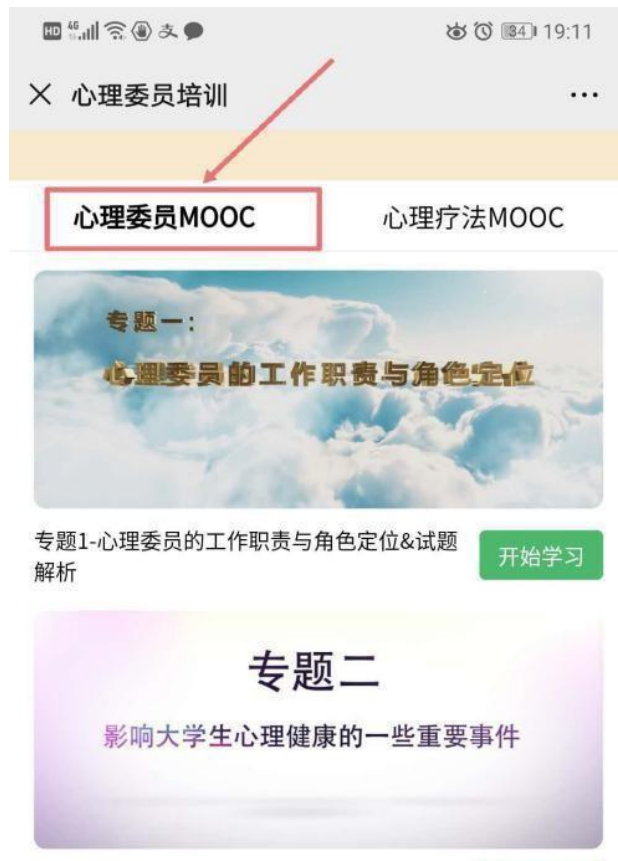 HD 4G 支 34 19:11
心理委员培训
心理委员MOOC 心理疗法MOOC
专题一：
心理委员的工作职责与角色定位
专题1-心理委员的工作职责与角色定位&试题
解析
开始学习
专题二
影响大学生心理健康的一些重要事件